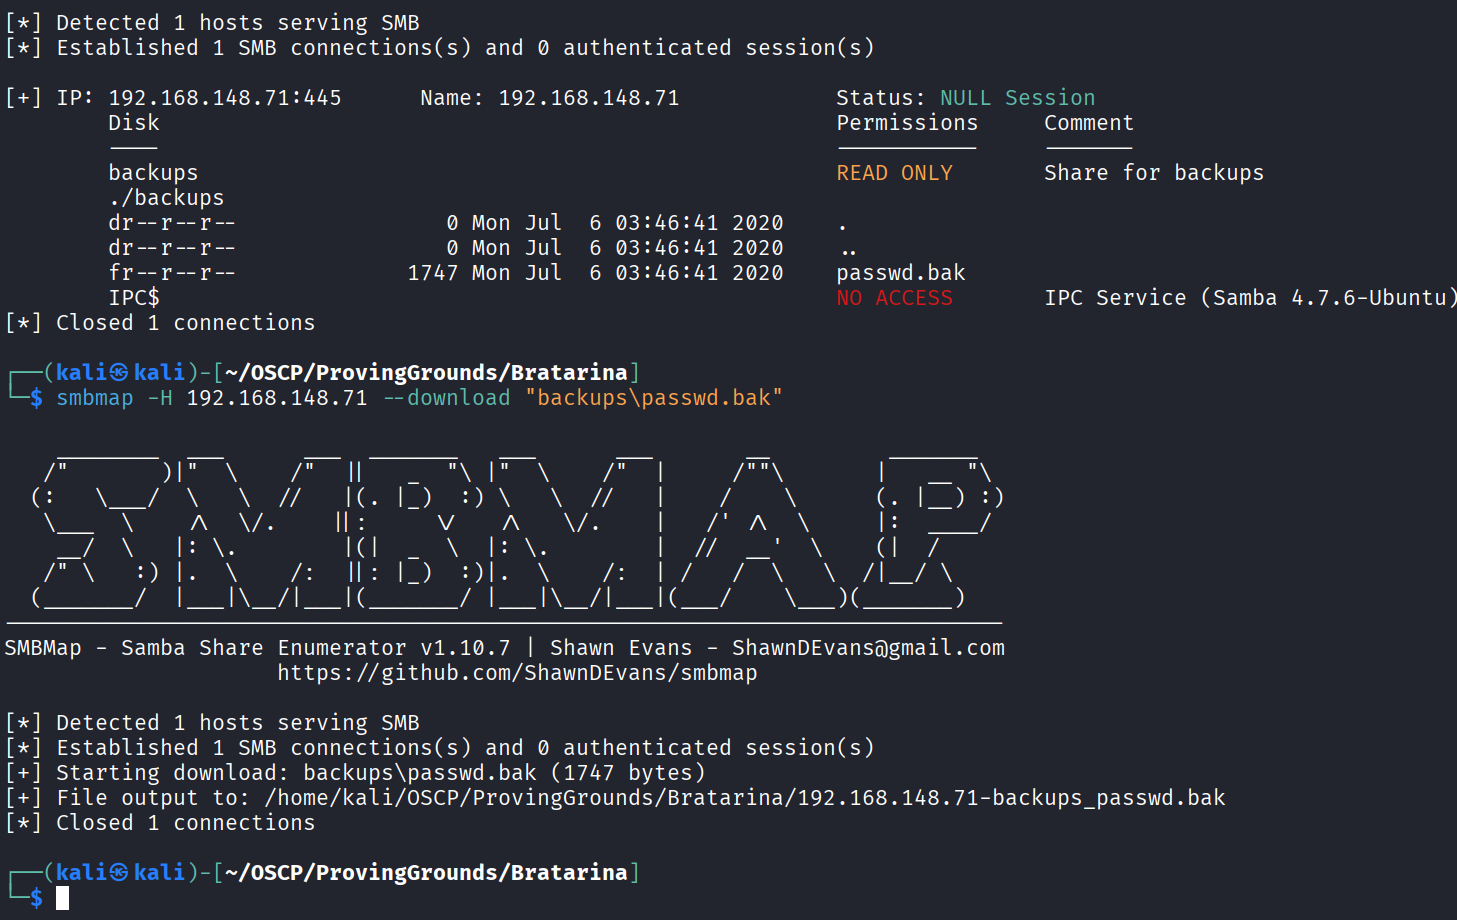 [*] Detected 1 hosts serving SMB
[*] Established 1 SMB connections(s) and 0 authenticated session(s)

[+] IP: 192.168.148.71:445      Name: 192.168.148.71            Status: NULL Session
        Disk                                                    Permissions     Comment
        ----                                                    -----------     -------
        backups                                                 READ ONLY       Share for backups
        ./backups
        dr--r--r--                0 Mon Jul  6 03:46:41 2020    .
        dr--r--r--                0 Mon Jul  6 03:46:41 2020    ..
        fr--r--r--             1747 Mon Jul  6 03:46:41 2020    passwd.bak
        IPC$                                                    NO ACCESS       IPC Service (Samba 4.7.6-Ubuntu)
[*] Closed 1 connections

┌──(kali㉿kali)-[~/OSCP/ProvingGrounds/Bratarina]
└─$ smbmap -H 192.168.148.71 --download "backups\passwd.bak"

SMBMAP
SMBMap - Samba Share Enumerator v1.10.7 | Shawn Evans - ShawnDEvans@gmail.com
                     https://github.com/ShawnDEvans/smbmap

[*] Detected 1 hosts serving SMB
[*] Established 1 SMB connections(s) and 0 authenticated session(s)
[+] Starting download: backups\passwd.bak (1747 bytes)
[+] File output to: /home/kali/OSCP/ProvingGrounds/Bratarina/192.168.148.71-backups_passwd.bak
[*] Closed 1 connections

┌──(kali㉿kali)-[~/OSCP/ProvingGrounds/Bratarina]
└─$